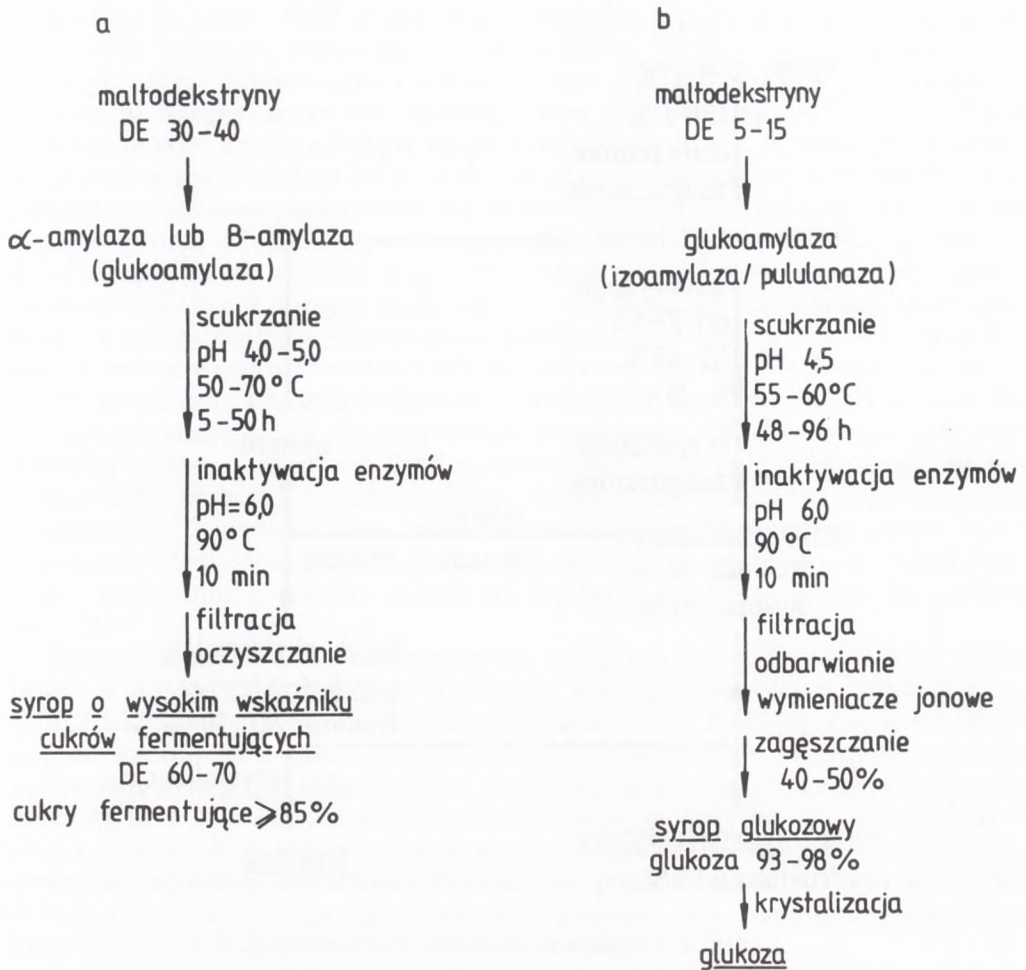 a
maltodekstryny
DE 30-40
α-amylaza lub B-amylaza
(glukoamylaza)
scukrzanie
pH 4,0-5,0
50-70°C
5-50h
inaktywacja enzymów
pH=6,0
90°C
10 min
filtracja
oczyszczanie
syrop o wysokim wskaźniku
cukrów fermentujących
DE 60-70
cukry fermentujące ⩾85%
b
maltodekstryny
DE 5-15
glukoamylaza
(izoamylaza/pululanaza)
scukrzanie
pH 4,5
55-60°C
48-96 h
inaktywacja enzymów
pH 6,0
90°C
10 min
filtracja
odbarwianie
wymieniacze jonowe
zagęszczanie
40-50%
syrop glukozowy
glukoza 93-98%
krystalizacja
glukoza